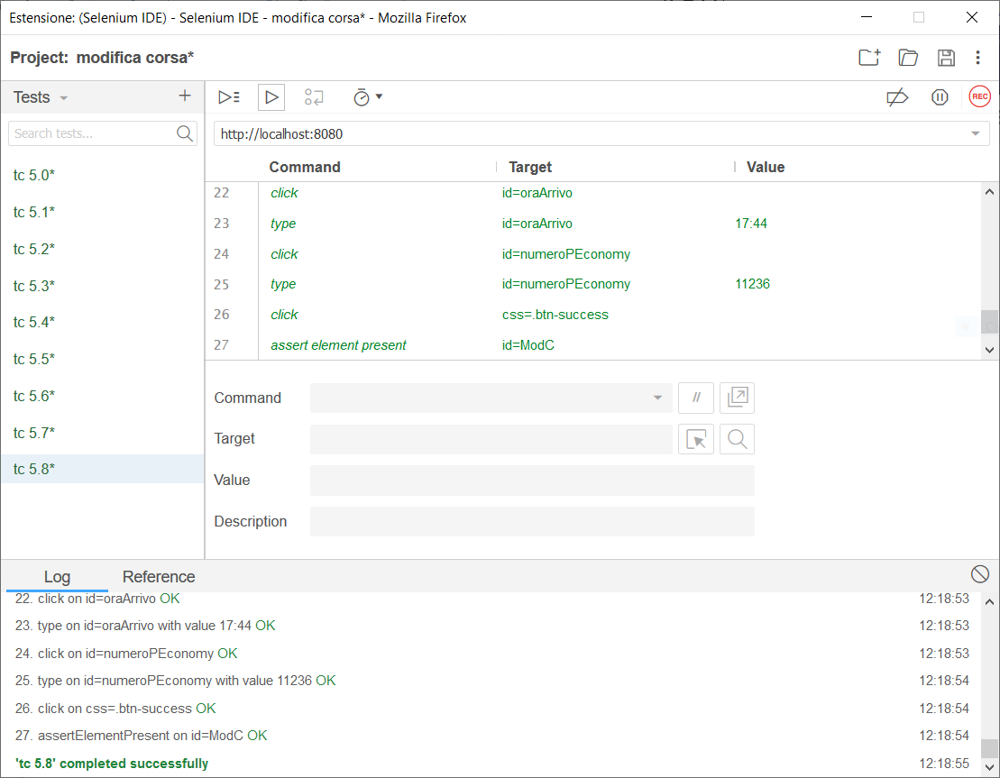 Estensione: (Selenium IDE) - Selenium IDE - modifica corsa* - Mozilla Firefox
Project: modifica corsa*
Tests
REC
Search tests...
http://localhost:8080
Command Target Value
tc 5.0*
tc 5.1*
tc 5.2*
tc 5.3*
tc 5.4*
tc 5.5*
tc 5.6*
tc 5.7*
tc 5.8*
22 click id=oraArrivo
23 type id=oraArrivo 17:44
24 click id=numeroPEconomy
25 type id=numeroPEconomy 11236
26 click css=.btn-success
27 assert element present id=ModC
Command //
Target
Value
Description
Log Reference
22. click on id=oraArrivo OK 12:18:53
23. type on id=oraArrivo with value 17:44 OK 12:18:53
24. click on id=numeroPEconomy OK 12:18:53
25. type on id=numeroPEconomy with value 11236 OK 12:18:54
26. click on css=.btn-success OK 12:18:54
27. assertElementPresent on id=ModC OK 12:18:54
'tc 5.8' completed successfully 12:18:55